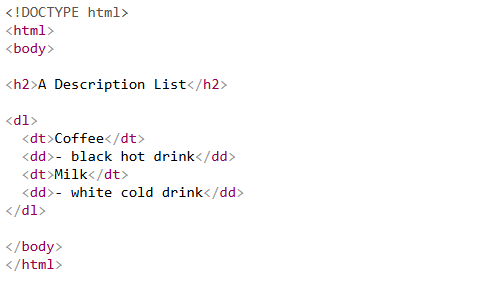 <!DOCTYPE html>
<html>
<body>

<h2>A Description List</h2>

<dl>
  <dt>Coffee</dt>
  <dd>- black hot drink</dd>
  <dt>Milk</dt>
  <dd>- white cold drink</dd>
</dl>

</body>
</html>